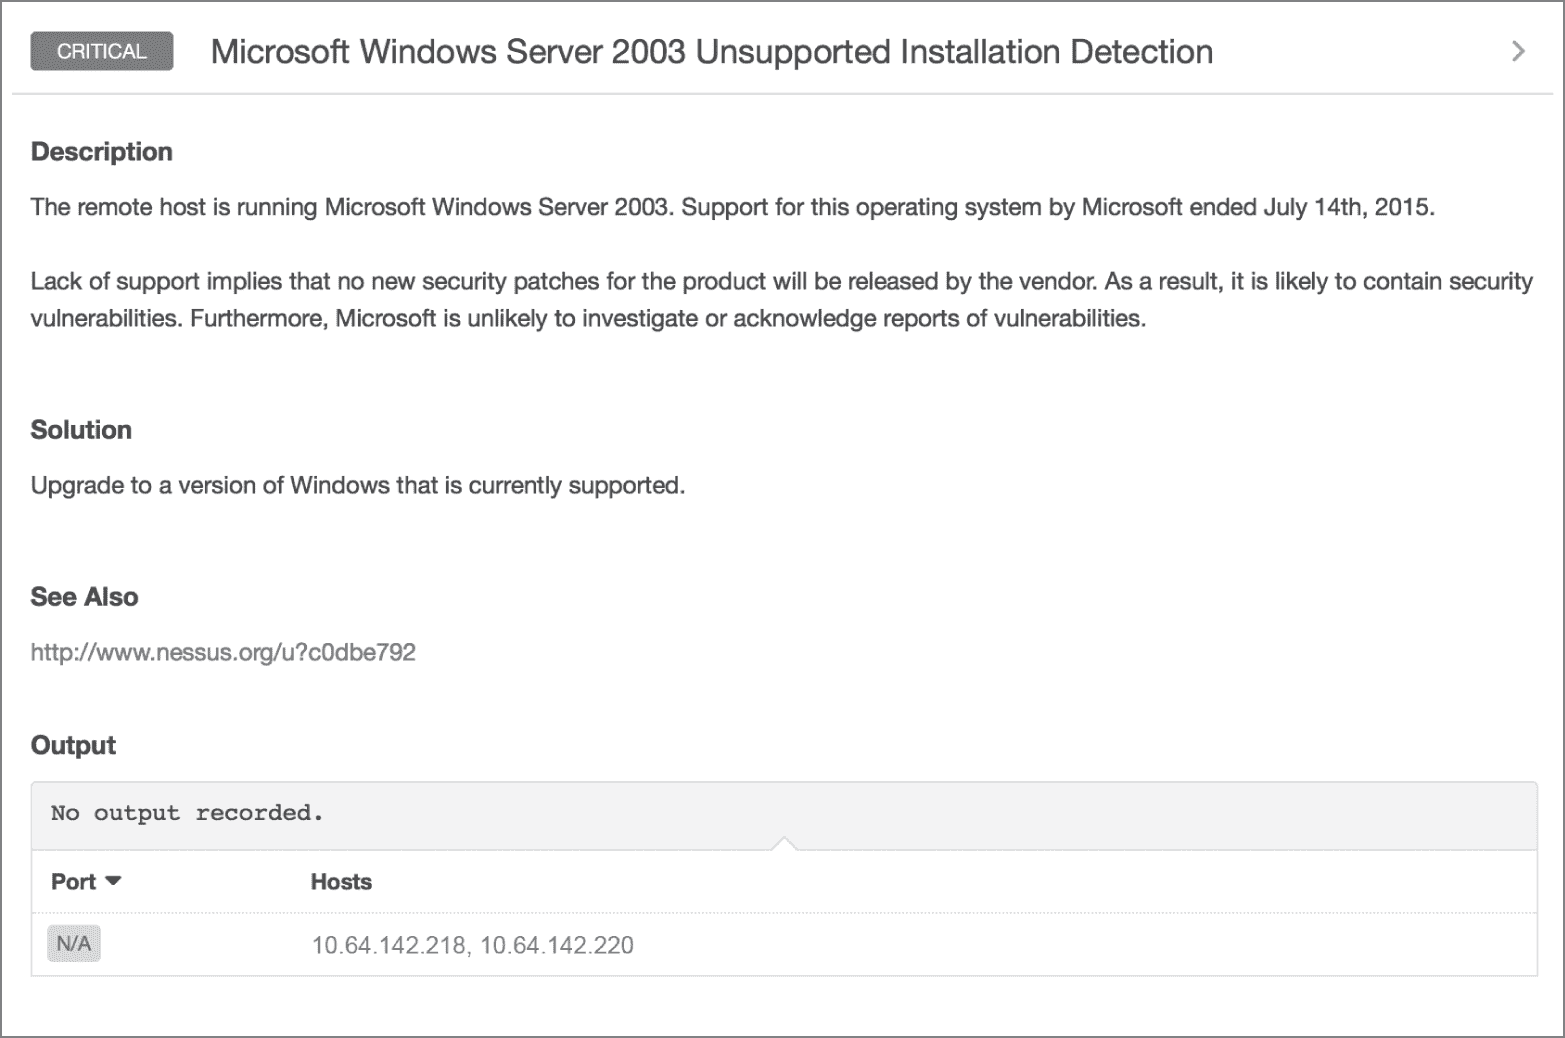 CRITICAL Microsoft Windows Server 2003 Unsupported Installation Detection
Description
The remote host is running Microsoft Windows Server 2003. Support for this operating system by Microsoft ended July 14th, 2015.
Lack of support implies that no new security patches for the product will be released by the vendor. As a result, it is likely to contain security
vulnerabilities. Furthermore, Microsoft is unlikely to investigate or acknowledge reports of vulnerabilities.
Solution
Upgrade to a version of Windows that is currently supported.
See Also
http://www.nessus.org/u?c0dbe792
Output
No output recorded.
Port Hosts
N/A 10.64.142.218, 10.64.142.220